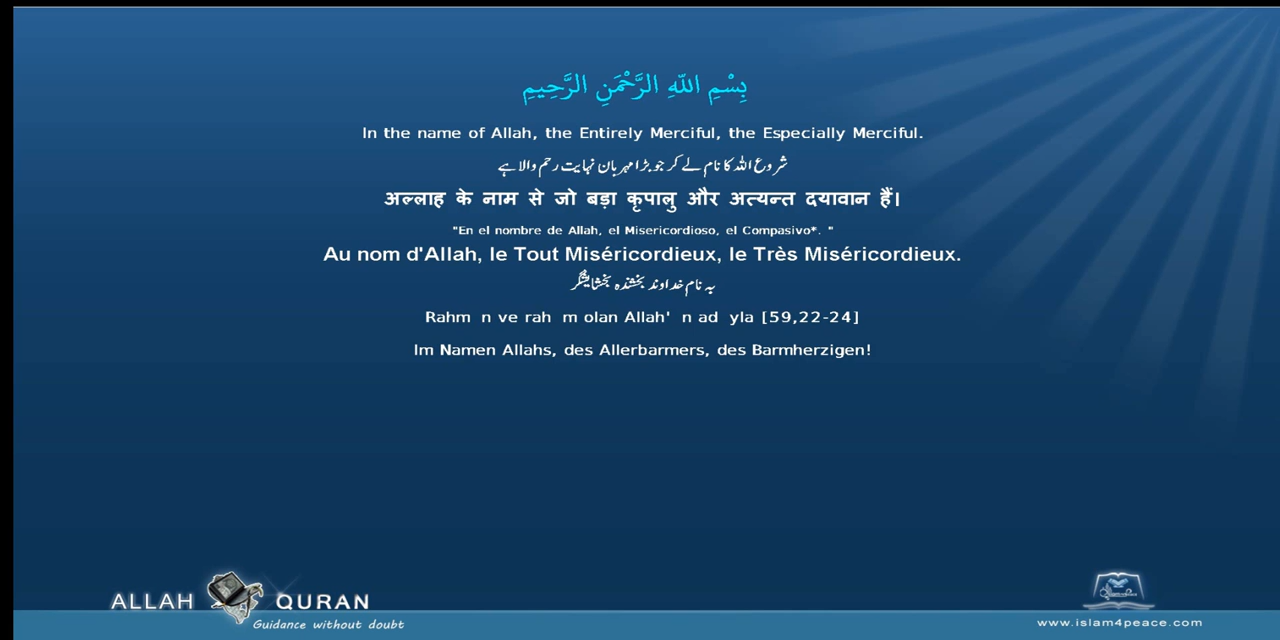 بِسْمِ اللّهِ الرَّحْمَنِ الرَّحِيمِ
In the name of Allah, the Entirely Merciful, the Especially Merciful.
شروع اللہ کا نام لے کر جو بڑا مہربان نہایت رحم والا ہے
अल्लाह के नाम से जो बड़ा कृपालु और अत्यन्त दयावान हैं।
"En el nombre de Allah, el Misericordioso, el Compasivo*. "
Au nom d'Allah, le Tout Miséricordieux, le Très Miséricordieux.
به نام خداوند بخشنده بخشایشگر
Rahm n ve rah m olan Allah' n ad yla [59,22-24]
Im Namen Allahs, des Allerbarmers, des Barmherzigen!
ALLAH QURAN
Guidance without doubt
www.islam4peace.com